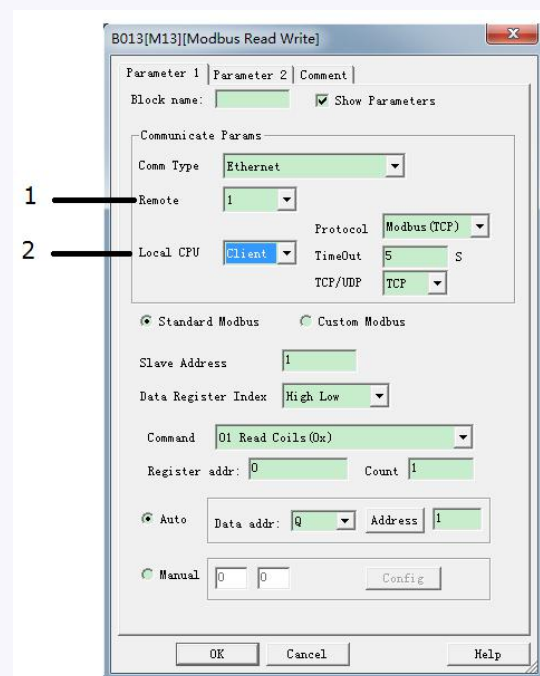 B013[M13][Modbus Read Write]
Parameter 1 Parameter 2 Comment
Block name: Show Parameters
Communicate Params
Comm Type Ethernet
1 Remote 1
Protocol Modbus(TCP)
2 Local CPU Client TimeOut 5 S
TCP/UDP TCP
Standard Modbus Custom Modbus
Slave Address 1
Data Register Index High Low
Command 01 Read Coils(0x)
Register addr: 0 Count 1
Auto Data addr: Q Address 1
Manual 0 0 Config
OK Cancel Help